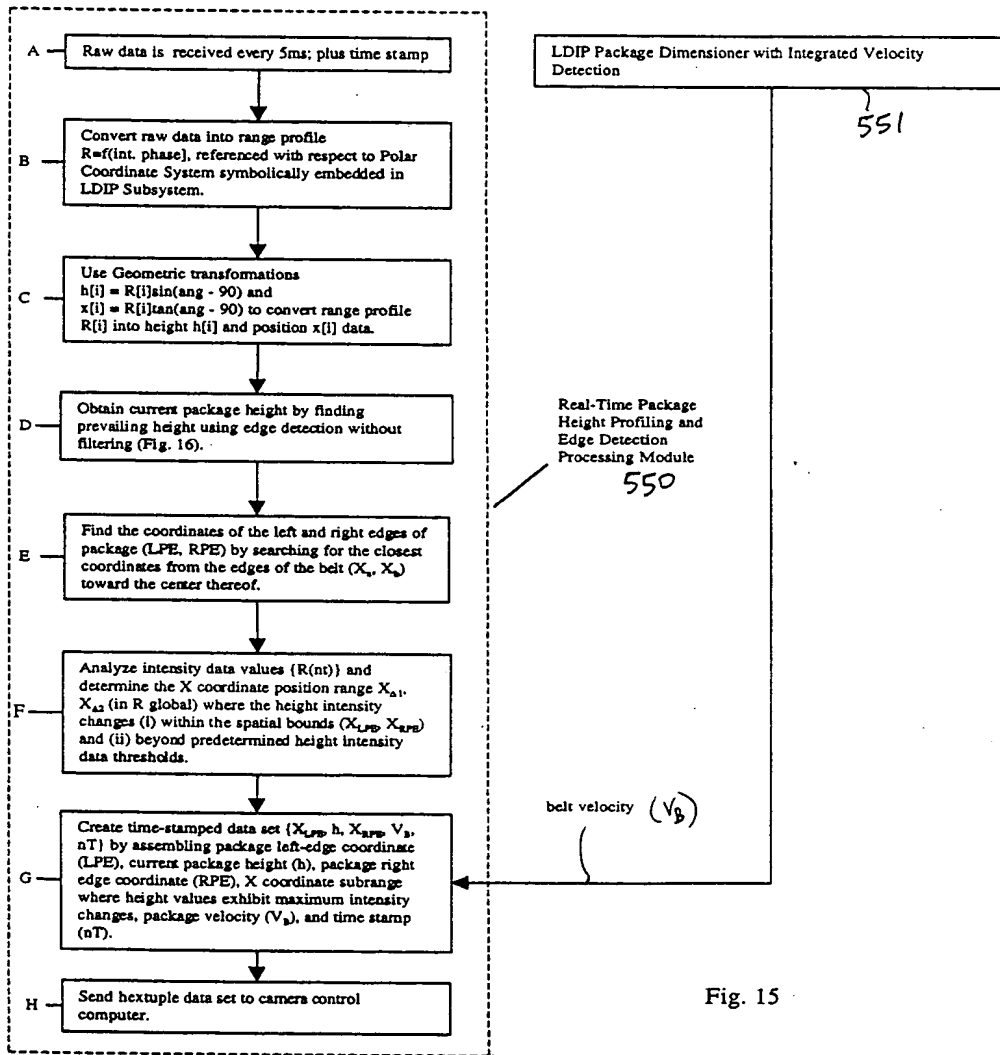 A
Raw data is received every 5ms; plus time stamp
B
Convert raw data into range profile
R=f(int. phase], referenced with respect to Polar
Coordinate System symbolically embedded in
LDIP Subsystem.
C
Use Geometric transformations
h[i] = R[i]sin(ang - 90) and
x[i] = R[i]tan(ang - 90) to convert range profile
R[i] into height h[i] and position x[i] data.
D
Obtain current package height by finding
prevailing height using edge detection without
filtering (Fig. 16).
E
Find the coordinates of the left and right edges of
package (LPE, RPE) by searching for the closest
coordinates from the edges of the belt (Xa, Xb)
toward the center thereof.
F
Analyze intensity data values {R(nt)} and
determine the X coordinate position range XΔ1,
XΔ2 (in R global) where the height intensity
changes (i) within the spatial bounds (XLPE, XRPE)
and (ii) beyond predetermined height intensity
data thresholds.
G
Create time-stamped data set {XLPE, h, XRPE, VB,
nT} by assembling package left-edge coordinate
(LPE), current package height (h), package right
edge coordinate (RPE), X coordinate subrange
where height values exhibit maximum intensity
changes, package velocity (VB), and time stamp
(nT).
H
Send hextuple data set to camera control
computer.
LDIP Package Dimensioner with Integrated Velocity
Detection
551
Real-Time Package
Height Profiling and
Edge Detection
Processing Module
550
belt velocity (VB)
Fig. 15